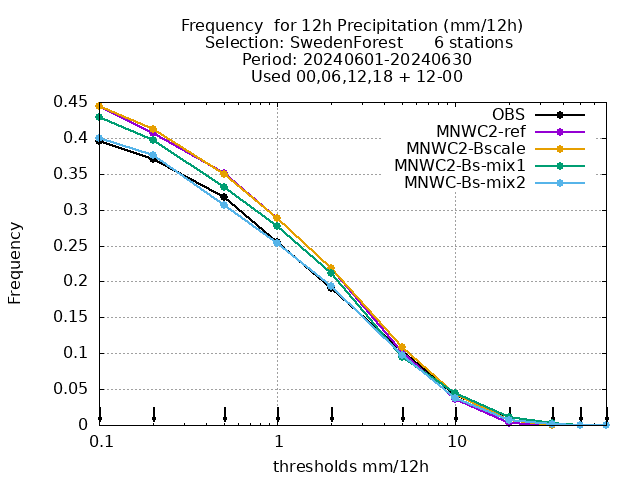 Frequency  for 12h Precipitation (mm/12h)
Selection: SwedenForest      6 stations
Period: 20240601-20240630
Used 00,06,12,18 + 12-00
OBS
MNWC2-ref
MNWC2-Bscale
MNWC2-Bs-mix1
MNWC-Bs-mix2
Frequency
0.45
0.4
0.35
0.3
0.25
0.2
0.15
0.1
0.05
0
0.1 1 10
thresholds mm/12h